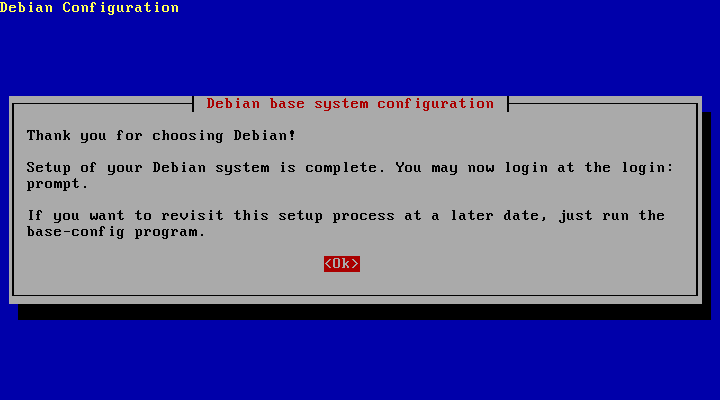 Debian Configuration
Debian base system configuration
Thank you for choosing Debian!
Setup of your Debian system is complete. You may now login at the login:
prompt.
If you want to revisit this setup process at a later date, just run the
base-config program.
<Ok>